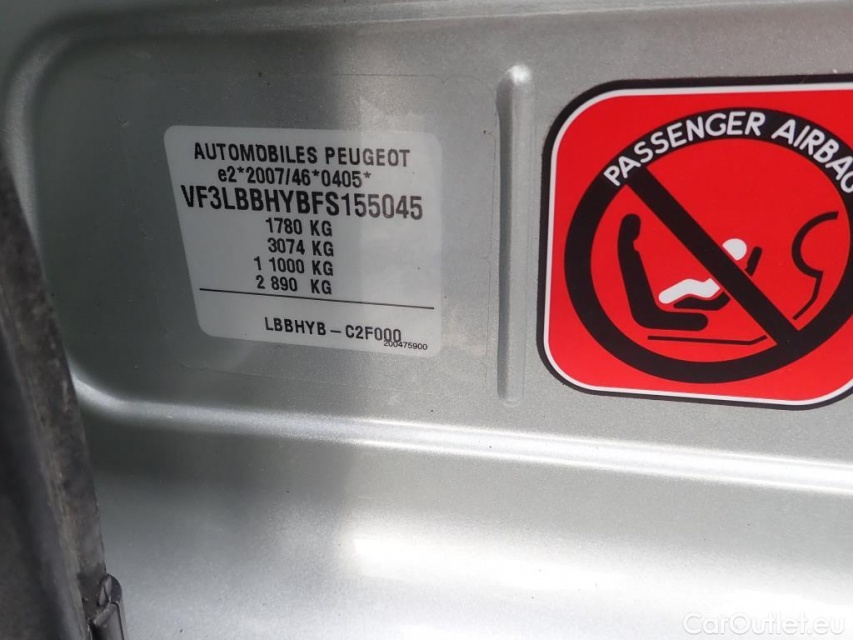 AUTOMOBILES PEUGEOT
e2*2007/46*0405*
VF3LBBHYBFS155045
1780 KG
3074 KG
1 1000 KG
2 890 KG
LBBHYB-C2F000
200475900
PASSENGER AIRBAG
CarOutlet.eu